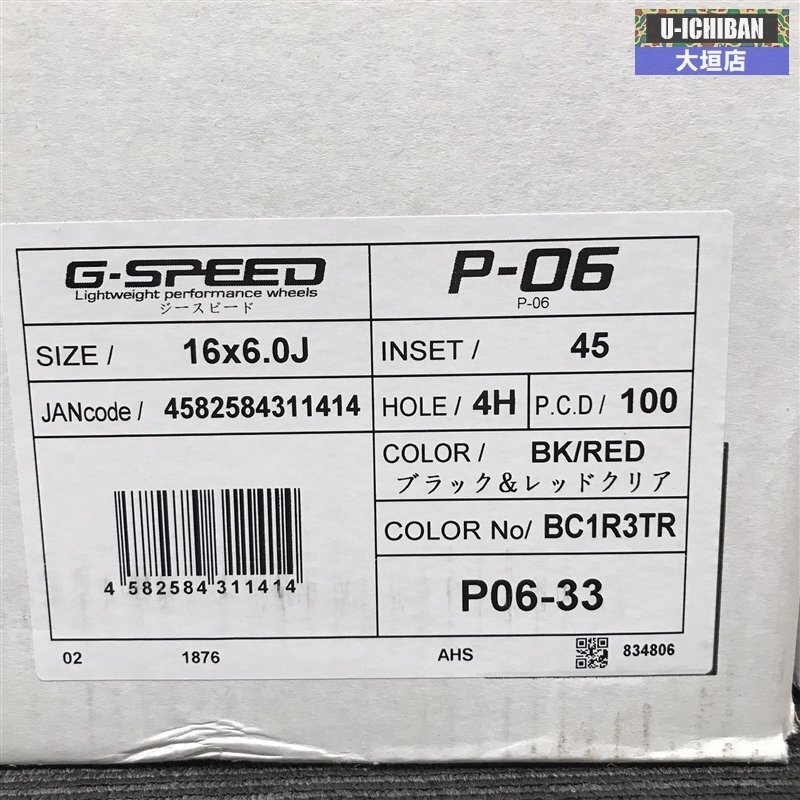 U-ICHIBAN
大垣店
G-SPEED
Lightweight performance wheels
ジースピード
P-06
P-06
SIZE / 16x6.0J
INSET / 45
JANcode / 4582584311414
HOLE / 4H
P.C.D / 100
COLOR / BK/RED
ブラック&レッドクリア
COLOR No/ BC1R3TR
4 582584 311414
P06-33
02 1876 AHS 834806